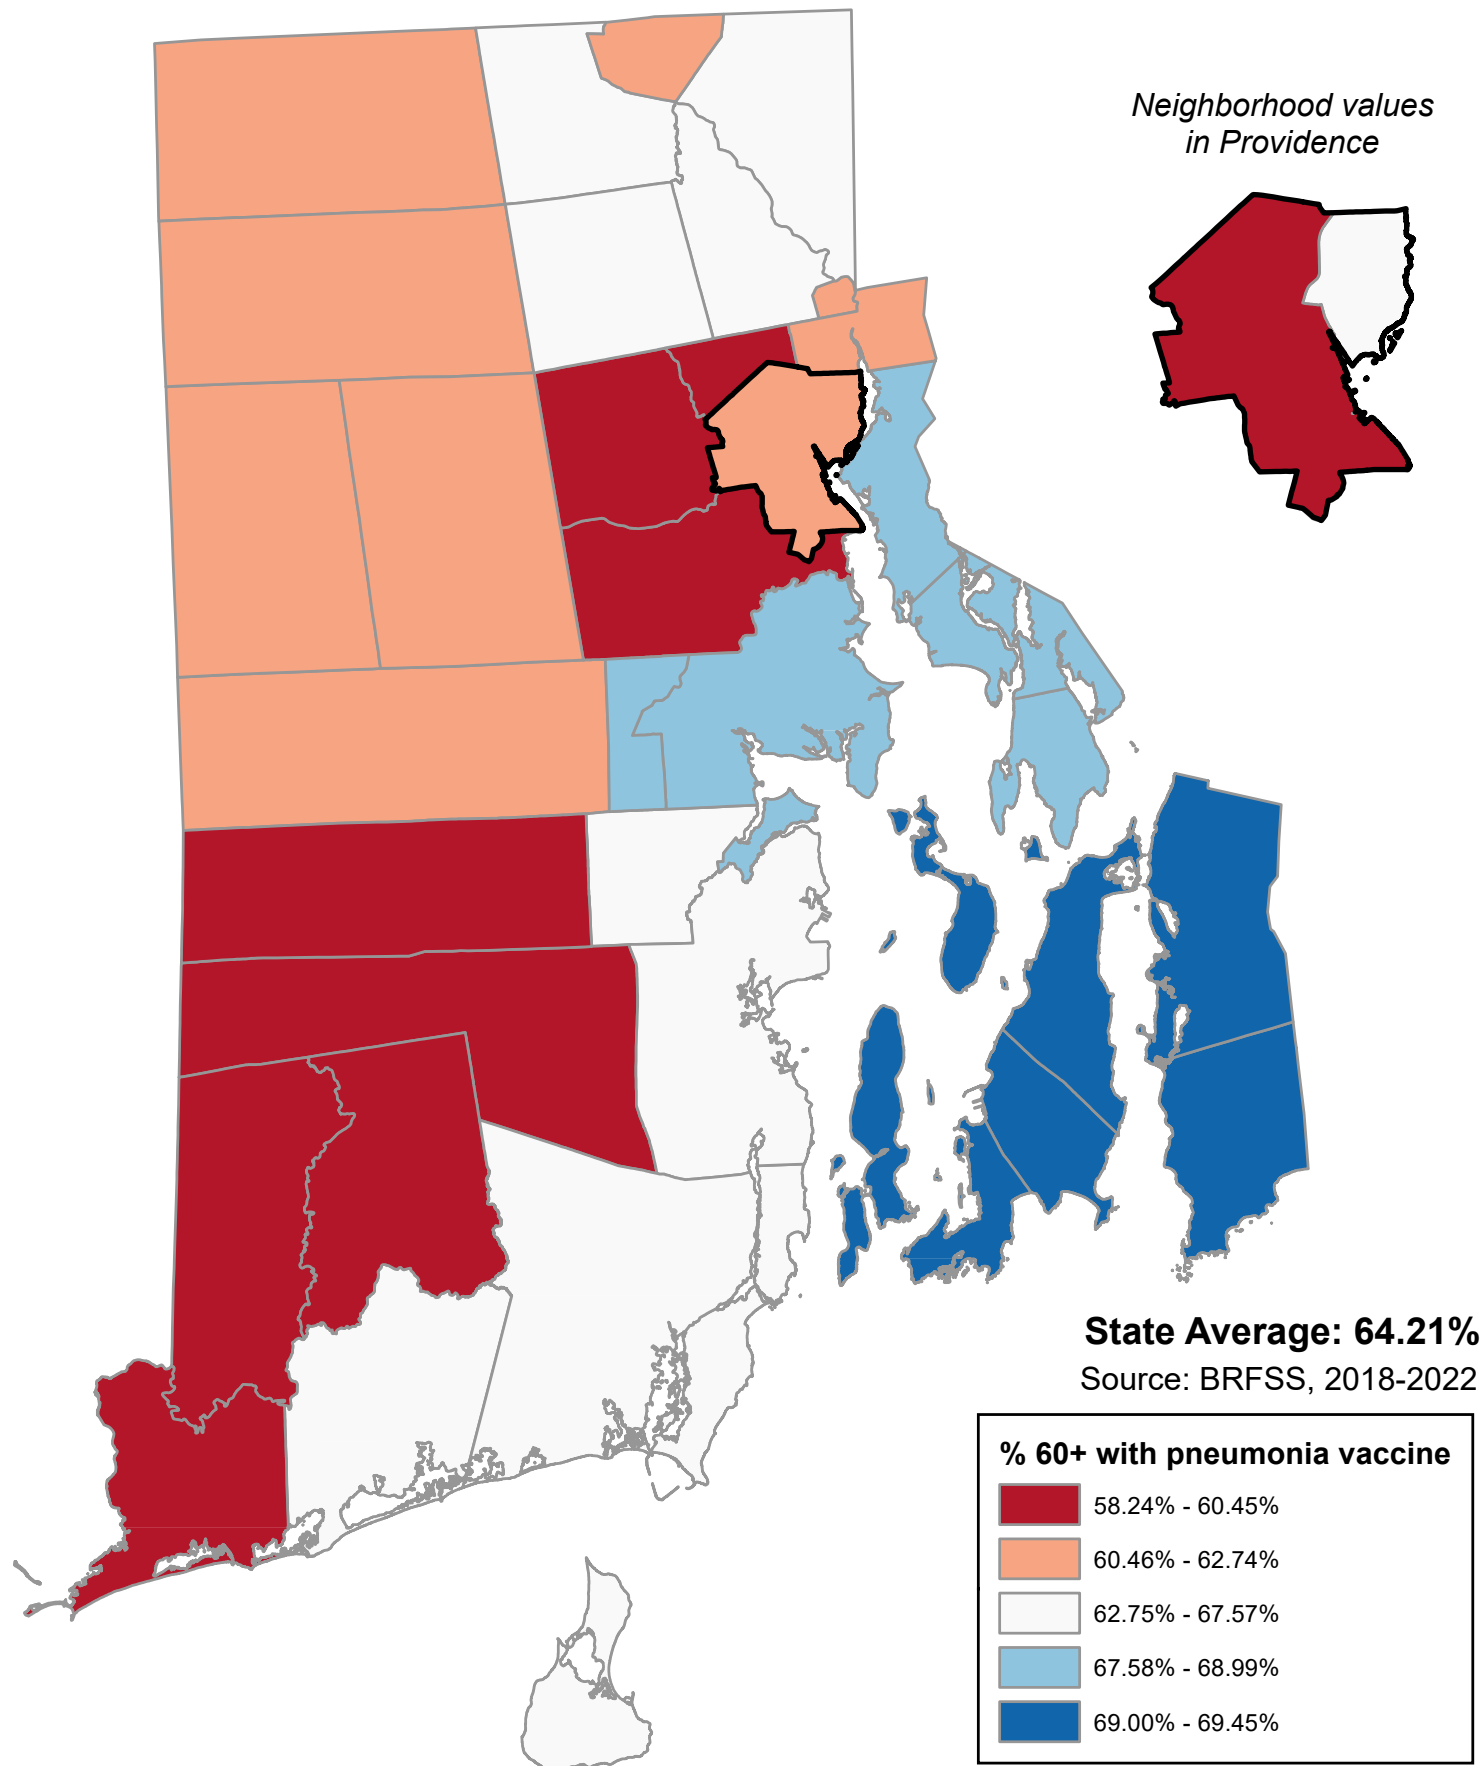 Neighborhood values
in Providence
State Average: 64.21%
Source: BRFSS, 2018-2022
% 60+ with pneumonia vaccine
58.24% - 60.45%
60.46% - 62.74%
62.75% - 67.57%
67.58% - 68.99%
69.00% - 69.45%